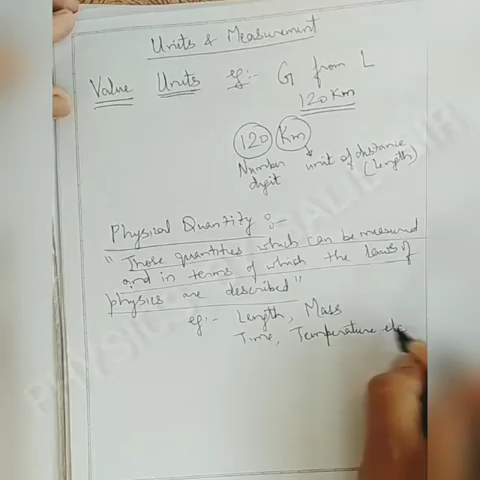 Units & Measurement
Value Units eg:- G from L
120 Km
120 Km
Number unit of distance
digit (Length)
Physical Quantity :-
" Those quantities which can be measured
and in terms of which the laws of
physics are described"
eg:- Length, Mass
Time, Temperature etc